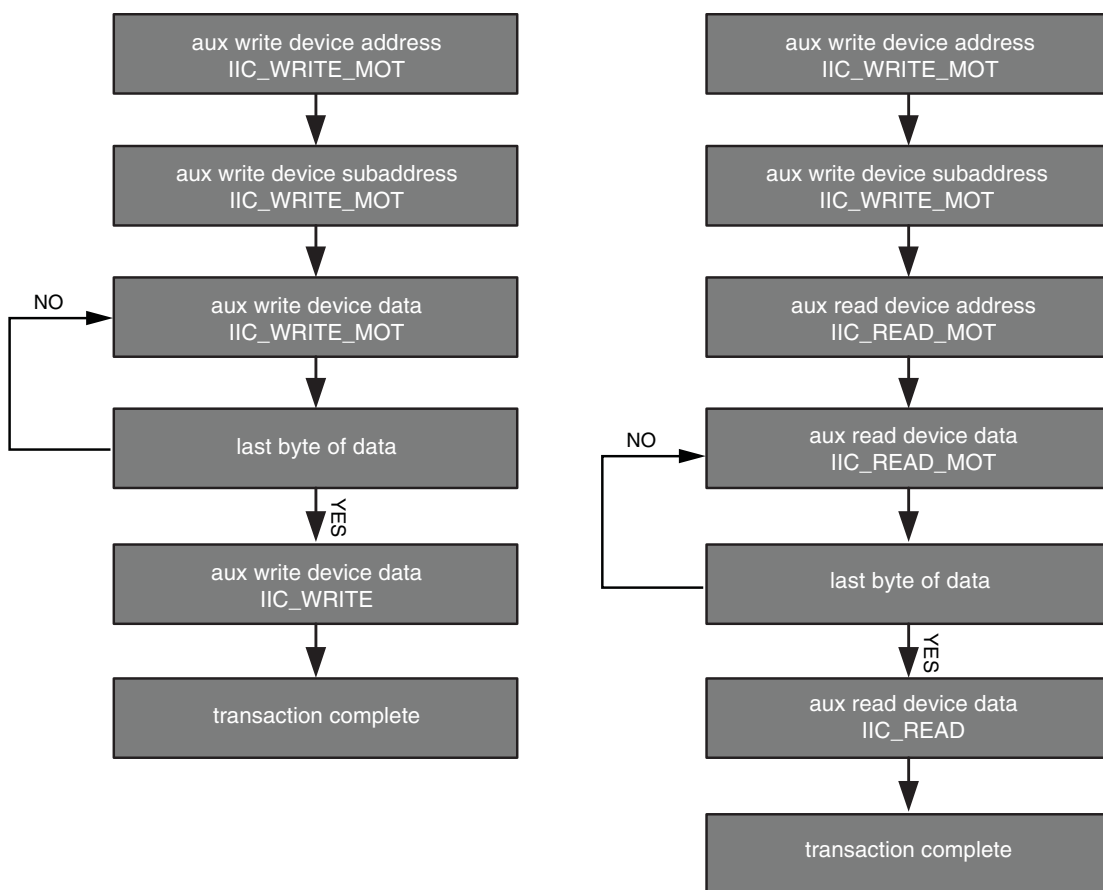 aux write device address
IIC_WRITE_MOT
aux write device subaddress
IIC_WRITE_MOT
NO
aux write device data
IIC_WRITE_MOT
last byte of data
YES
aux write device data
IIC_WRITE
transaction complete
aux write device address
IIC_WRITE_MOT
aux write device subaddress
IIC_WRITE_MOT
aux read device address
IIC_READ_MOT
NO
aux read device data
IIC_READ_MOT
last byte of data
YES
aux read device data
IIC_READ
transaction complete